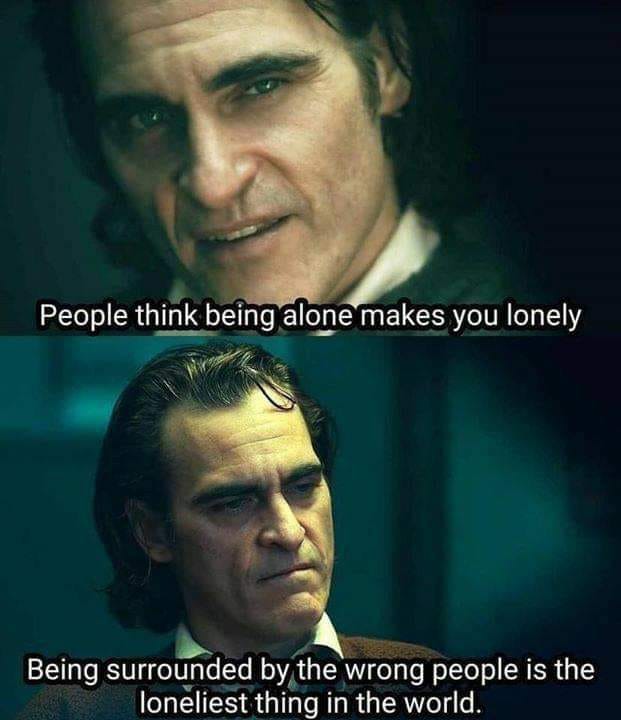 People think being alone makes you lonely
Being surrounded by the wrong people is the
loneliest thing in the world.